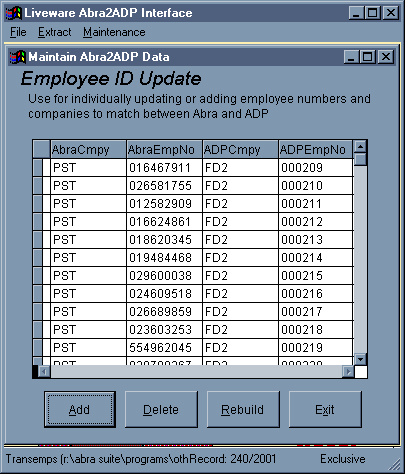 Liveware Abra2ADP Interface
File Extract Maintenance
Maintain Abra2ADP Data
Employee ID Update
Use for individually updating or adding employee numbers and
companies to match between Abra and ADP
AbraCmpy AbraEmpNo ADPCmpy ADPEmpNo
PST 016467911 FD2 000209
PST 026581755 FD2 000210
PST 012582909 FD2 000211
PST 016624861 FD2 000212
PST 018620345 FD2 000213
PST 019484468 FD2 000214
PST 029600038 FD2 000215
PST 024609518 FD2 000216
PST 026689859 FD2 000217
PST 023603253 FD2 000218
PST 554962045 FD2 000219
Add Delete Rebuild Exit
Transemps (r:\abra suite\programs\othRecord: 240/2001 Exclusive